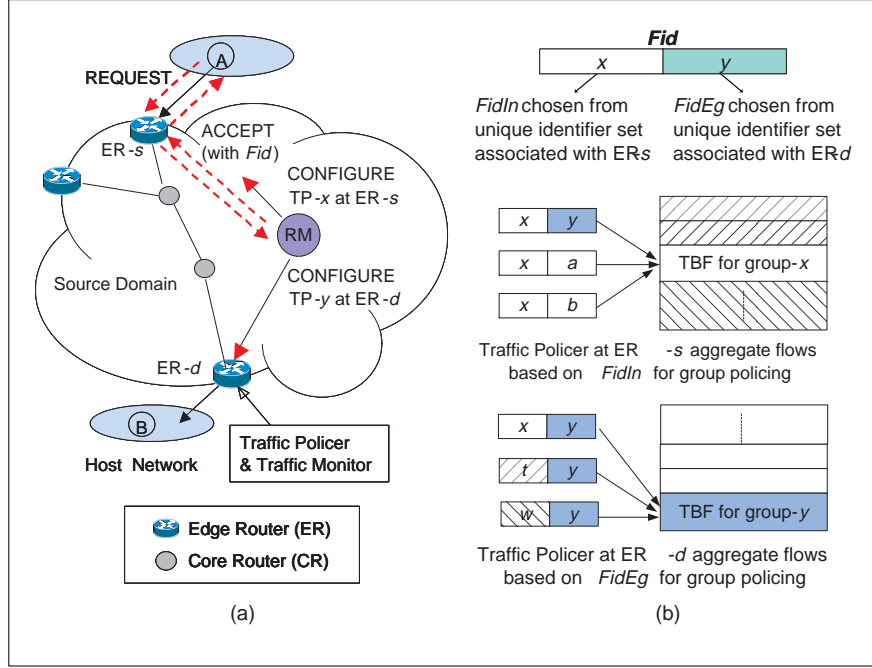 A
REQUEST
ER-s
ACCEPT
(with Fid)
CONFIGURE
TP-x at ER-s
RM
CONFIGURE
TP-y at ER-d
Source Domain
ER-d
B
Host Network
Traffic Policer
& Traffic Monitor
Edge Router (ER)
Core Router (CR)
(a)
Fid
x y
FidIn chosen from
unique identifier set
associated with ER-s
FidEg chosen from
unique identifier set
associated with ER-d
x y
x a
x b
TBF for group-x
Traffic Policer at ER -s aggregate flows
based on FidIn for group policing
x y
t y
w y
TBF for group-y
Traffic Policer at ER -d aggregate flows
based on FidEg for group policing
(b)